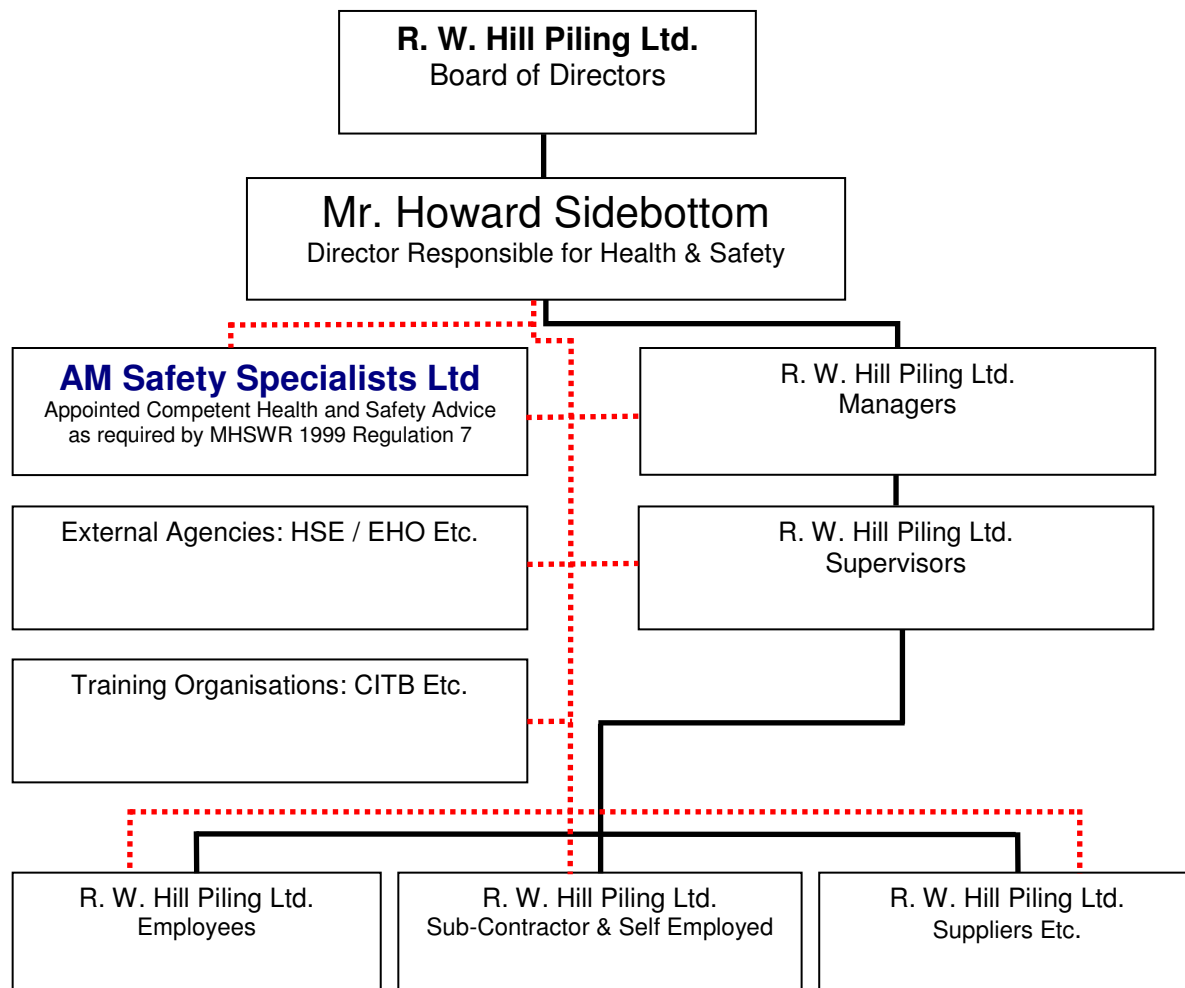 R. W. Hill Piling Ltd.
Board of Directors
Mr. Howard Sidebottom
Director Responsible for Health & Safety
AM Safety Specialists Ltd
Appointed Competent Health and Safety Advice
as required by MHSWR 1999 Regulation 7
R. W. Hill Piling Ltd.
Managers
External Agencies: HSE / EHO Etc.
R. W. Hill Piling Ltd.
Supervisors
Training Organisations: CITB Etc.
R. W. Hill Piling Ltd.
Employees
R. W. Hill Piling Ltd.
Sub-Contractor & Self Employed
R. W. Hill Piling Ltd.
Suppliers Etc.